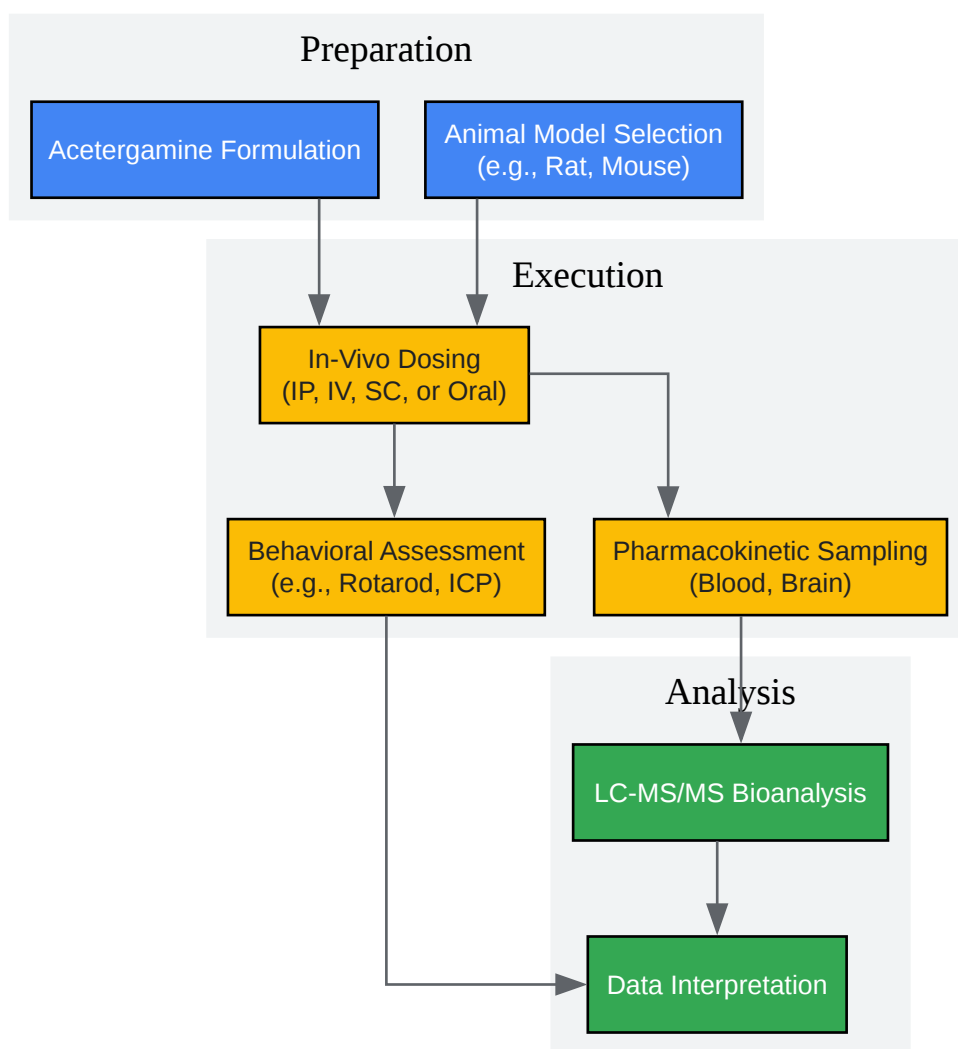 Preparation
Acetergamine Formulation
Animal Model Selection
(e.g., Rat, Mouse)
Execution
In-Vivo Dosing
(IP, IV, SC, or Oral)
Behavioral Assessment
(e.g., Rotarod, ICP)
Pharmacokinetic Sampling
(Blood, Brain)
Analysis
LC-MS/MS Bioanalysis
Data Interpretation